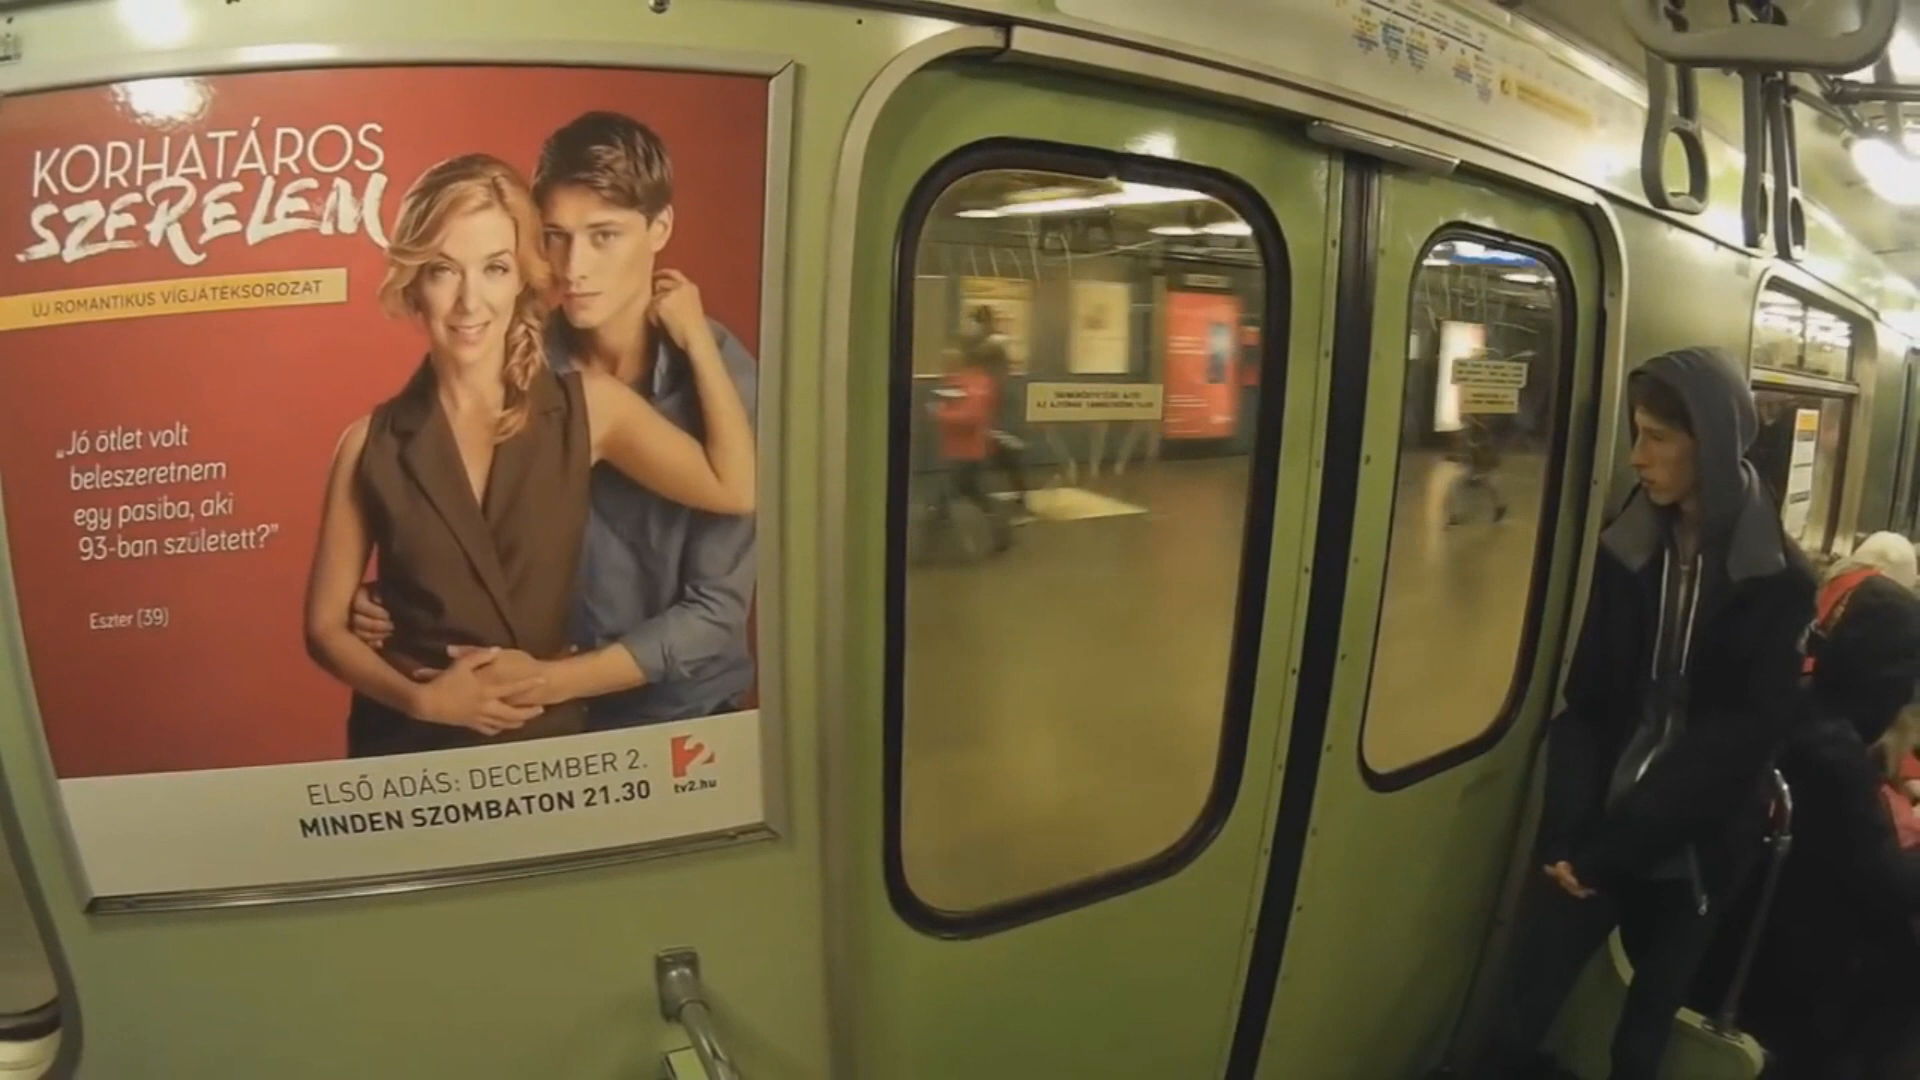 KORHATÁROS
SZERELEM
ÚJ ROMANTIKUS VÍGJÁTÉKSOROZAT
„Jó ötlet volt
beleszeretnem
egy pasiba, aki
93-ban született?"
Eszter (39)
ELSŐ ADÁS: DECEMBER 2.
MINDEN SZOMBATON 21.30
2
tv2.hu